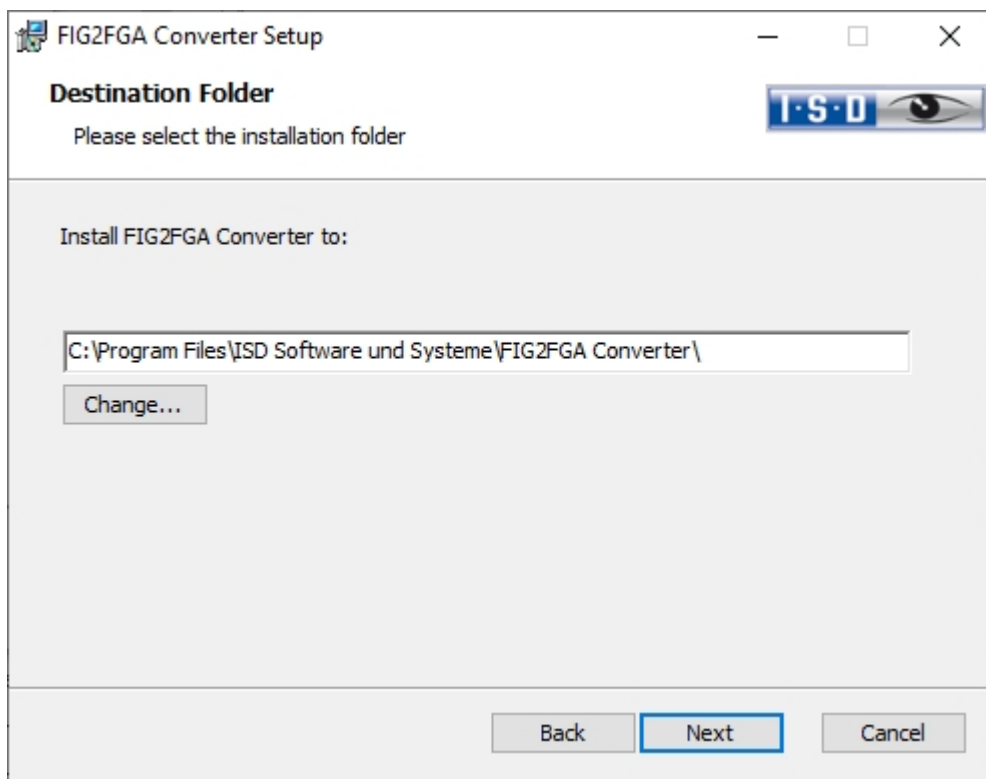 FIG2FGA Converter Setup
Destination Folder
Please select the installation folder
I·S·D
Install FIG2FGA Converter to:
C:\Program Files\ISD Software und Systeme\FIG2FGA Converter\
Change...
Back Next Cancel